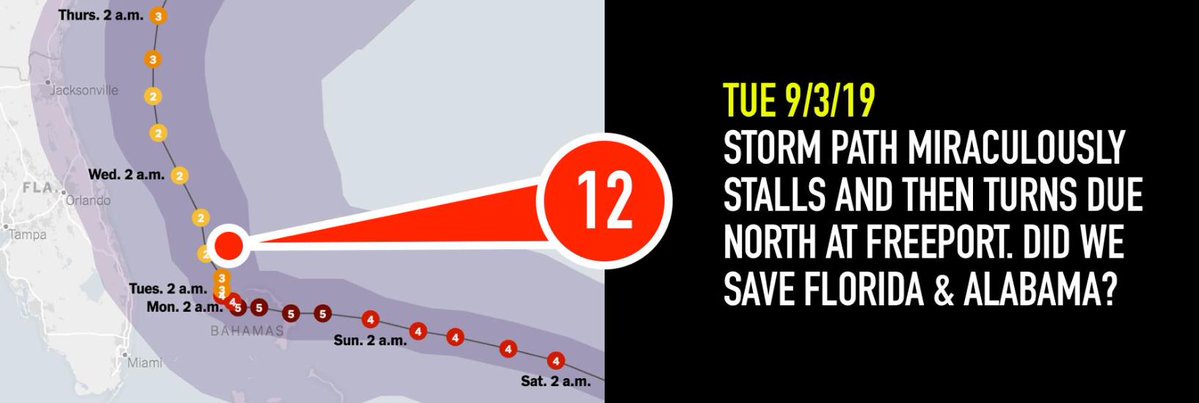 Thurs. 2 a.m.
3
3
Jacksonville
2
2
Wed. 2 a.m.
2
FLA.
Orlando
2
Tampa
2
3
Tues. 2 a.m.
3
4
4
Mon. 2 a.m.
5
5
5
5
4
BAHAMAS
4
4
Sun. 2 a.m.
4
Miami
4
Sat. 2 a.m.
12
TUE 9/3/19
STORM PATH MIRACULOUSLY
STALLS AND THEN TURNS DUE
NORTH AT FREEPORT. DID WE
SAVE FLORIDA & ALABAMA?